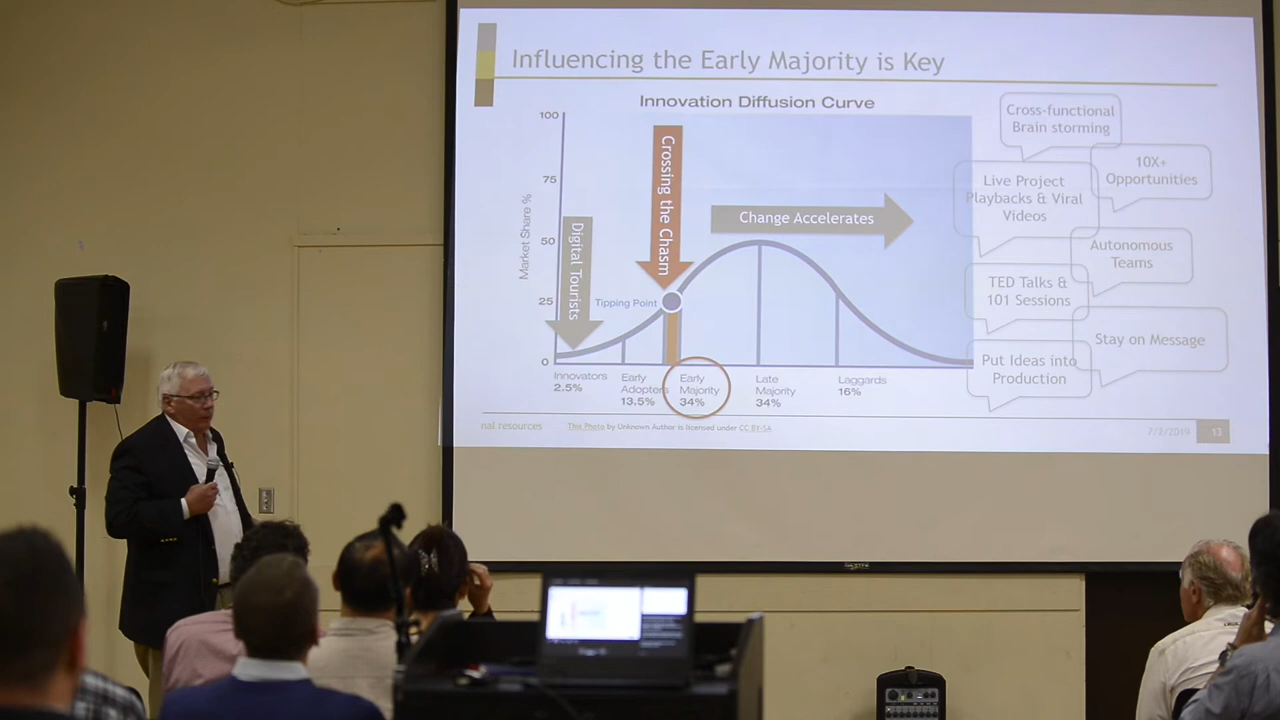 Influencing the Early Majority is Key
Innovation Diffusion Curve
100
75
50
25
0
Market Share %
Digital Tourists
Crossing the Chasm
Change Accelerates
Tipping Point
Innovators
2.5%
Early
Adopters
13.5%
Early
Majority
34%
Late
Majority
34%
Laggards
16%
Cross-functional
Brain storming
10X+
Opportunities
Live Project
Playbacks & Viral
Videos
Autonomous
Teams
TED Talks &
101 Sessions
Stay on Message
Put Ideas into
Production
nal resources
This Photo by Unknown Author is licensed under CC BY-SA
7/2/2019
13